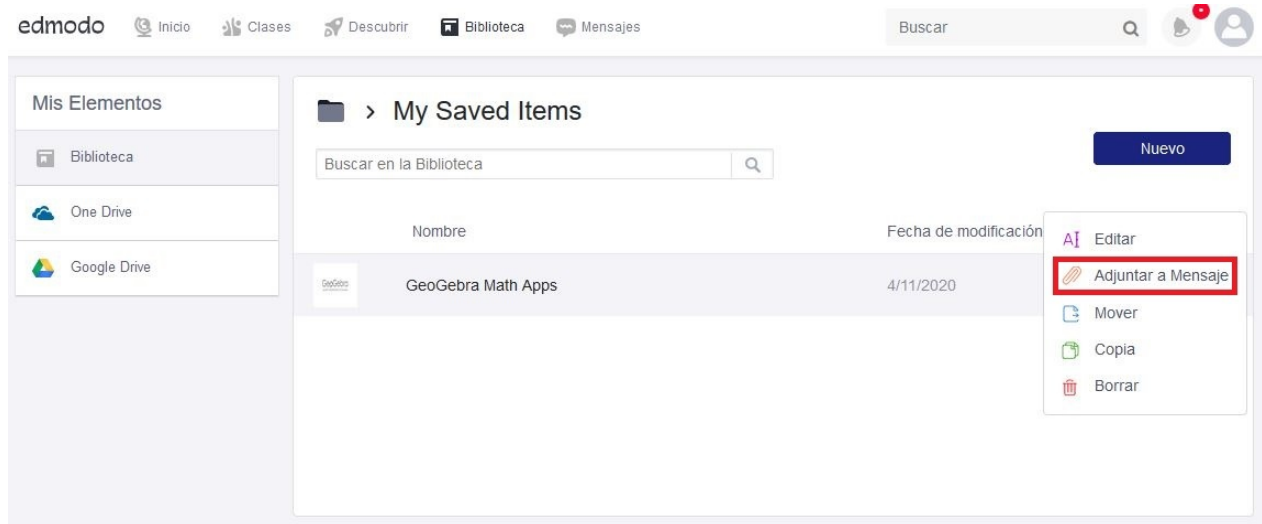 edmodo Inicio Clases Descubrir Biblioteca Mensajes Buscar
Mis Elementos
Biblioteca
One Drive
Google Drive
My Saved Items
Buscar en la Biblioteca
Nuevo
Nombre Fecha de modificación
GeoGebra GeoGebra Math Apps 4/11/2020
Editar
Adjuntar a Mensaje
Mover
Copia
Borrar